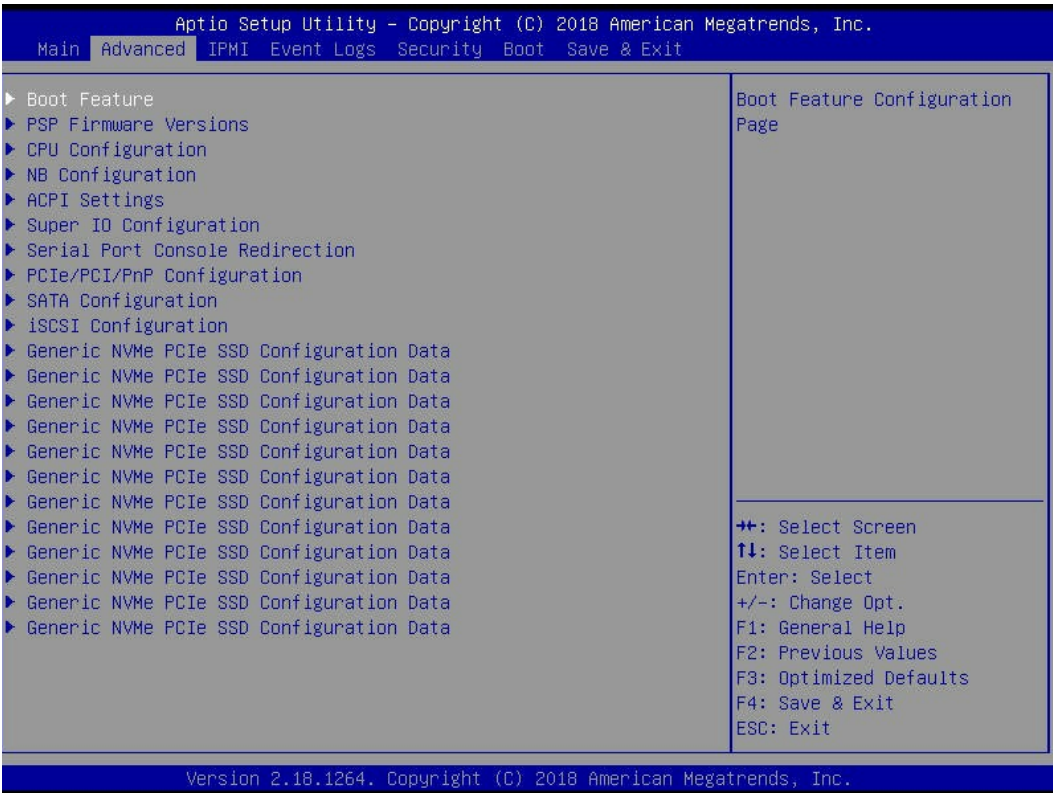 Aptio Setup Utility – Copyright (C) 2018 American Megatrends, Inc.
Main Advanced IPMI Event Logs Security Boot Save & Exit
▶ Boot Feature
▶ PSP Firmware Versions
▶ CPU Configuration
▶ NB Configuration
▶ ACPI Settings
▶ Super IO Configuration
▶ Serial Port Console Redirection
▶ PCIe/PCI/PnP Configuration
▶ SATA Configuration
▶ iSCSI Configuration
▶ Generic NVMe PCIe SSD Configuration Data
▶ Generic NVMe PCIe SSD Configuration Data
▶ Generic NVMe PCIe SSD Configuration Data
▶ Generic NVMe PCIe SSD Configuration Data
▶ Generic NVMe PCIe SSD Configuration Data
▶ Generic NVMe PCIe SSD Configuration Data
▶ Generic NVMe PCIe SSD Configuration Data
▶ Generic NVMe PCIe SSD Configuration Data
▶ Generic NVMe PCIe SSD Configuration Data
▶ Generic NVMe PCIe SSD Configuration Data
▶ Generic NVMe PCIe SSD Configuration Data
▶ Generic NVMe PCIe SSD Configuration Data
Boot Feature Configuration
Page
→←: Select Screen
↑↓: Select Item
Enter: Select
+/-: Change Opt.
F1: General Help
F2: Previous Values
F3: Optimized Defaults
F4: Save & Exit
ESC: Exit
Version 2.18.1264. Copyright (C) 2018 American Megatrends, Inc.